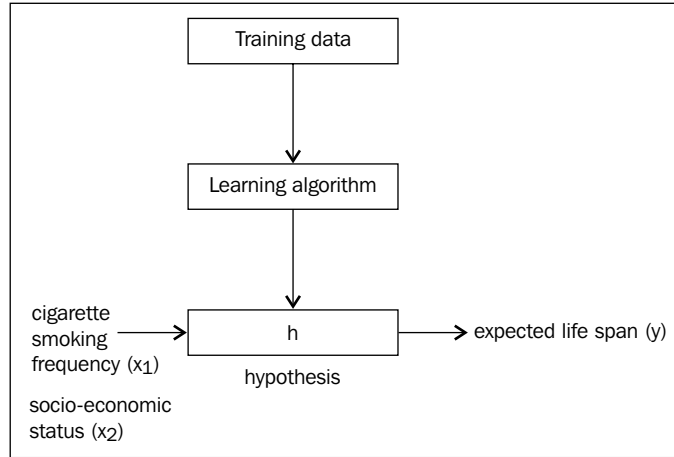 Training data
Learning algorithm
cigarette
smoking
frequency (x1)
h
expected life span (y)
hypothesis
socio-economic
status (x2)